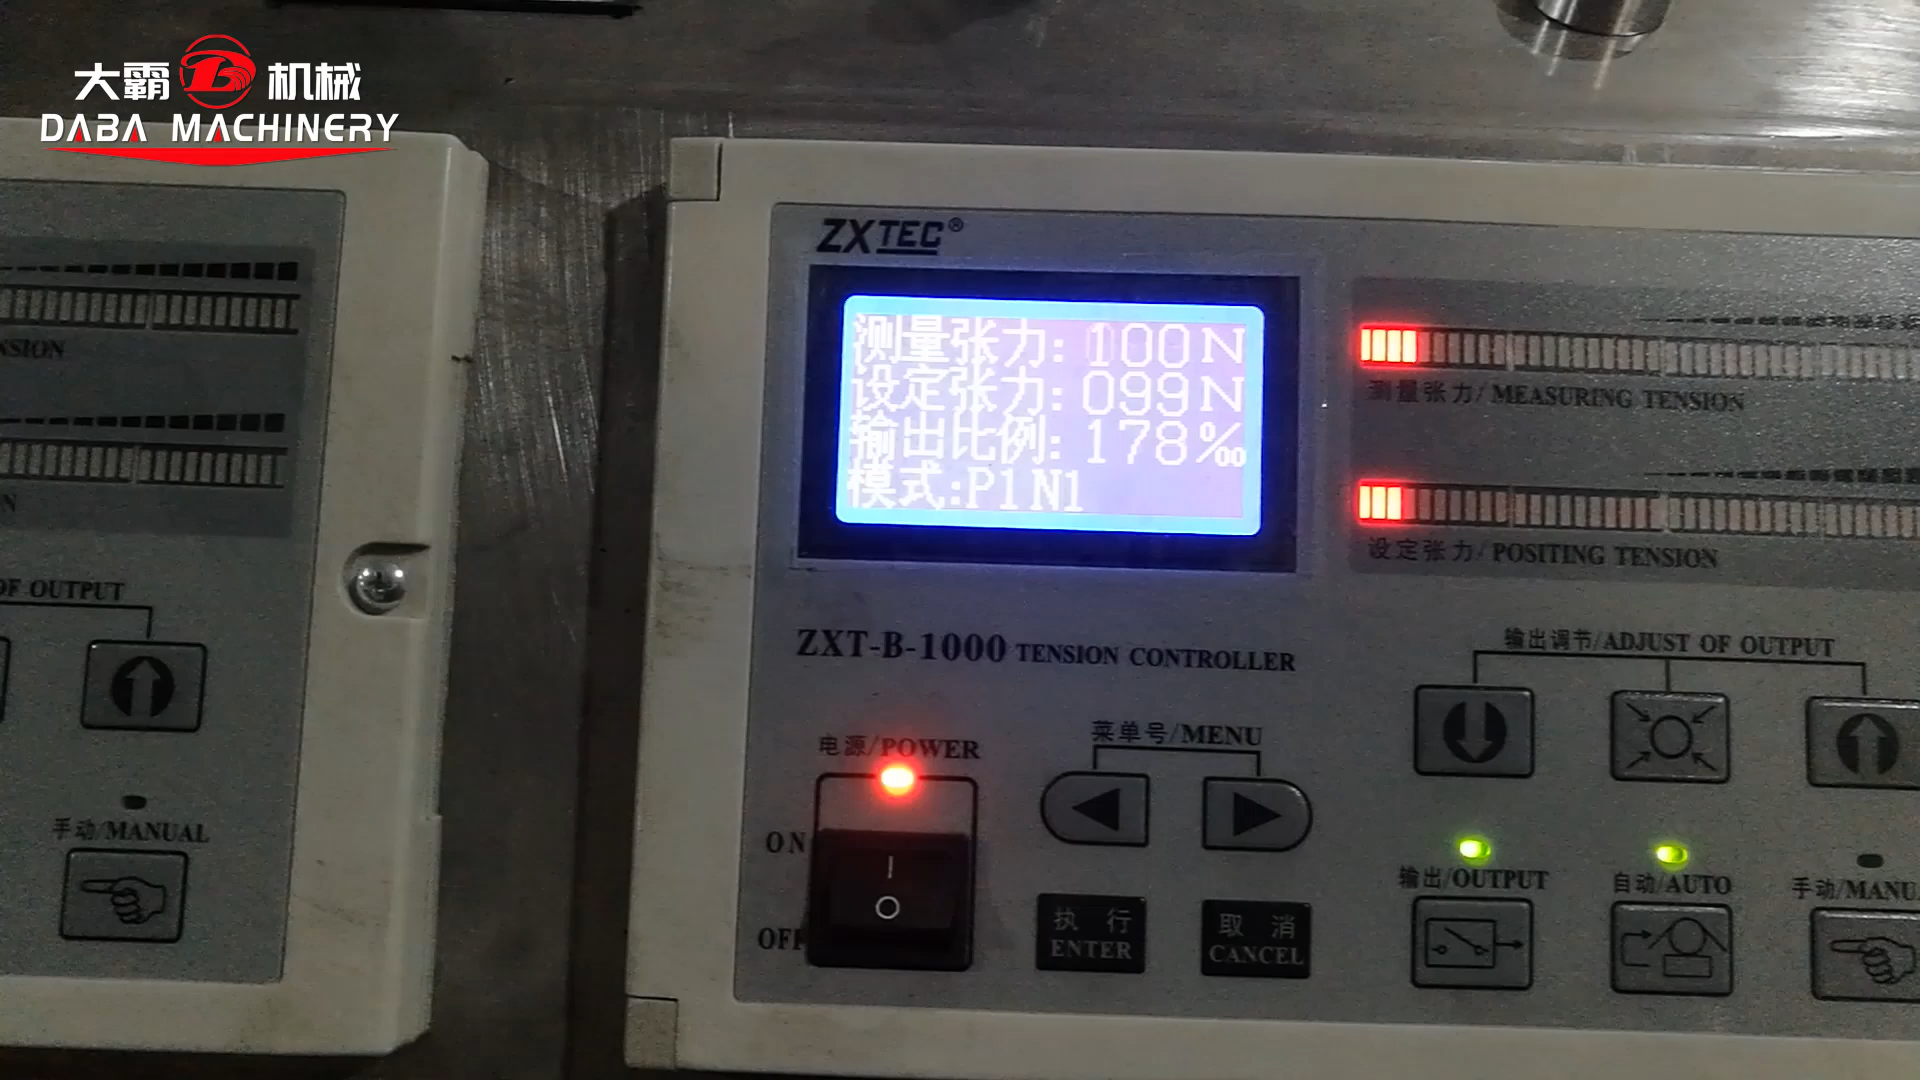 大霸 机械
DABA MACHINERY
OF OUTPUT
手动/MANUAL
ZXTEC®
测量张力: 100N
设定张力: 099N
输出比例: 178‰
模式:P1N1
测量张力/MEASURING TENSION
设定张力/POSITING TENSION
ZXT-B-1000 TENSION CONTROLLER
输出调节/ADJUST OF OUTPUT
电源/POWER
菜单号/MENU
ON
OFF
执行
ENTER
取消
CANCEL
输出/OUTPUT
自动/AUTO
手动/MANU